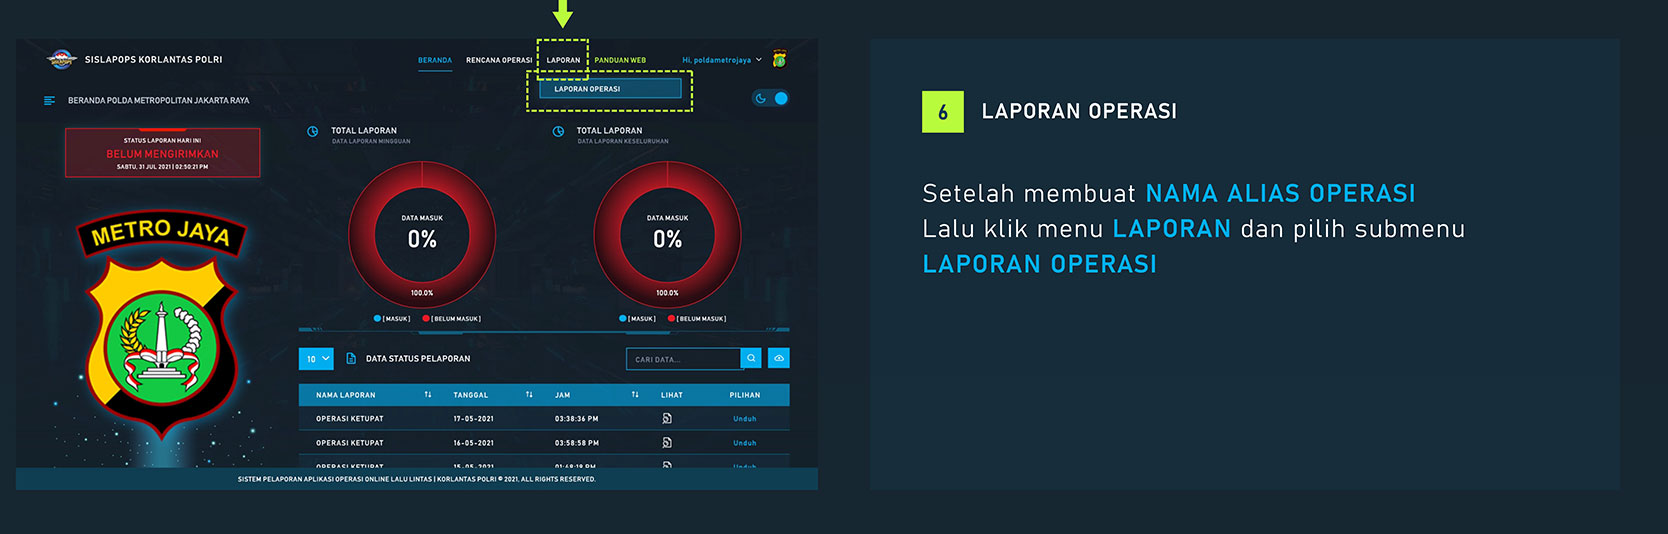 SISLAPOPS KORLANTAS POLRI
BERANDA RENCANA OPERASI LAPORAN PANDUAN WEB Hi, poldametrojaya
LAPORAN OPERASI
BERANDA POLDA METROPOLITAN JAKARTA RAYA
STATUS LAPORAN HARI INI
BELUM MENGIRIMKAN
SABTU, 31 JUL 2021 | 02:50:21 PM
METRO JAYA
TOTAL LAPORAN
DATA LAPORAN MINGGUAN
DATA MASUK
0%
100.0%
[ MASUK ] [ BELUM MASUK ]
TOTAL LAPORAN
DATA LAPORAN KESELURUHAN
DATA MASUK
0%
100.0%
[ MASUK ] [ BELUM MASUK ]
10 DATA STATUS PELAPORAN CARI DATA...
NAMA LAPORAN TANGGAL JAM LIHAT PILIHAN
OPERASI KETUPAT 17-05-2021 03:38:36 PM Unduh
OPERASI KETUPAT 16-05-2021 03:58:58 PM Unduh
OPERASI KETUPAT 15-05-2021 01:48:19 PM Unduh
SISTEM PELAPORAN APLIKASI OPERASI ONLINE LALU LINTAS | KORLANTAS POLRI © 2021, ALL RIGHTS RESERVED.
6 LAPORAN OPERASI
Setelah membuat NAMA ALIAS OPERASI
Lalu klik menu LAPORAN dan pilih submenu
LAPORAN OPERASI